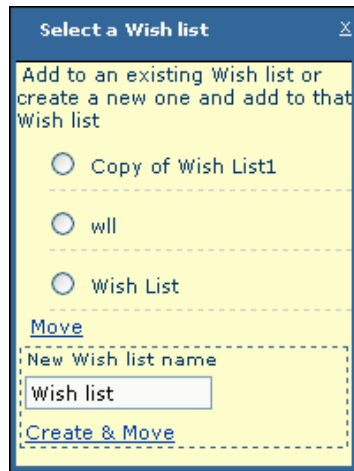 Select a Wish list X
Add to an existing Wish list or
create a new one and add to that
Wish list
Copy of Wish List1
wll
Wish List
Move
New Wish list name
Wish list
Create & Move